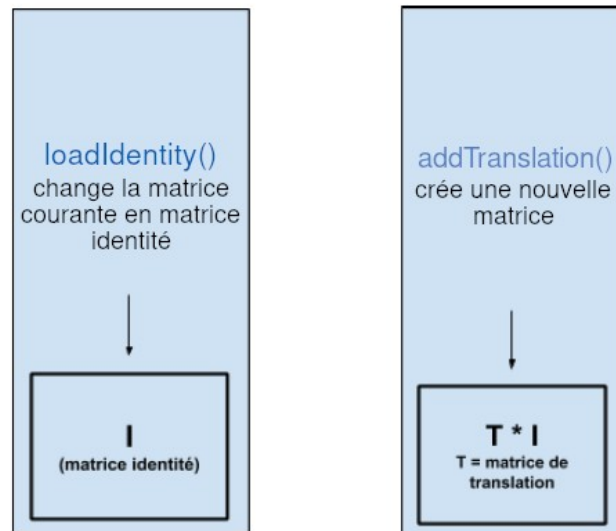 loadIdentity()
change la matrice
courante en matrice
identité
I
(matrice identité)
addTranslation()
crée une nouvelle
matrice
T * I
T = matrice de
translation